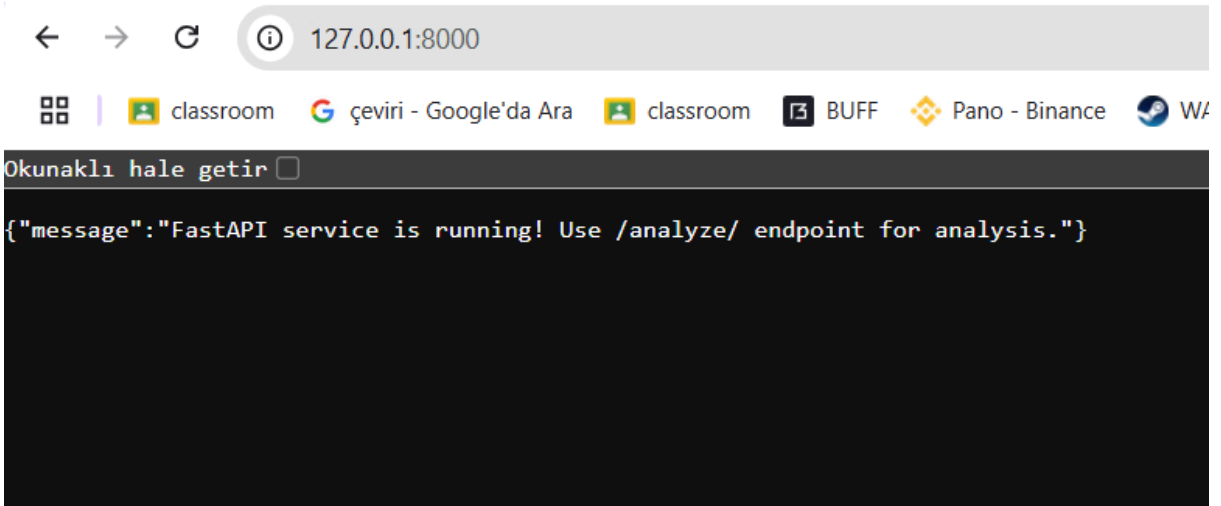 127.0.0.1:8000
classroom çeviri - Google'da Ara classroom BUFF Pano - Binance WA
Okunaklı hale getir
{"message":"FastAPI service is running! Use /analyze/ endpoint for analysis."}